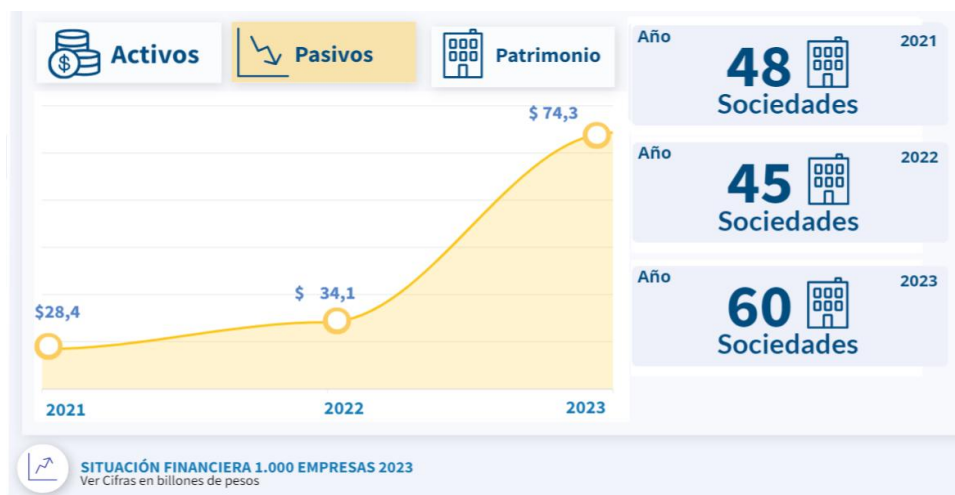 Activos
Pasivos
Patrimonio
$ 74,3
$ 34,1
$28,4
2021
2022
2023
Año
2021
48
Sociedades
Año
2022
45
Sociedades
Año
2023
60
Sociedades
SITUACIÓN FINANCIERA 1.000 EMPRESAS 2023
Ver Cifras en billones de pesos